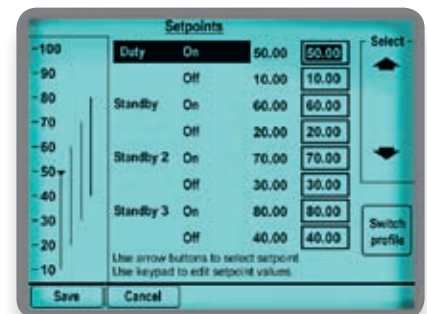 Setpoints
-100
-90
-80
-70
-60
-50
-40
-30
-20
-10
Duty On 50.00 50.00
Off 10.00 10.00
Standby On 60.00 60.00
Off 20.00 20.00
Standby 2 On 70.00 70.00
Off 30.00 30.00
Standby 3 On 80.00 80.00
Off 40.00 40.00
Use arrow buttons to select setpoint
Use keypad to edit setpoint values
Select
Switch
profile
Save Cancel